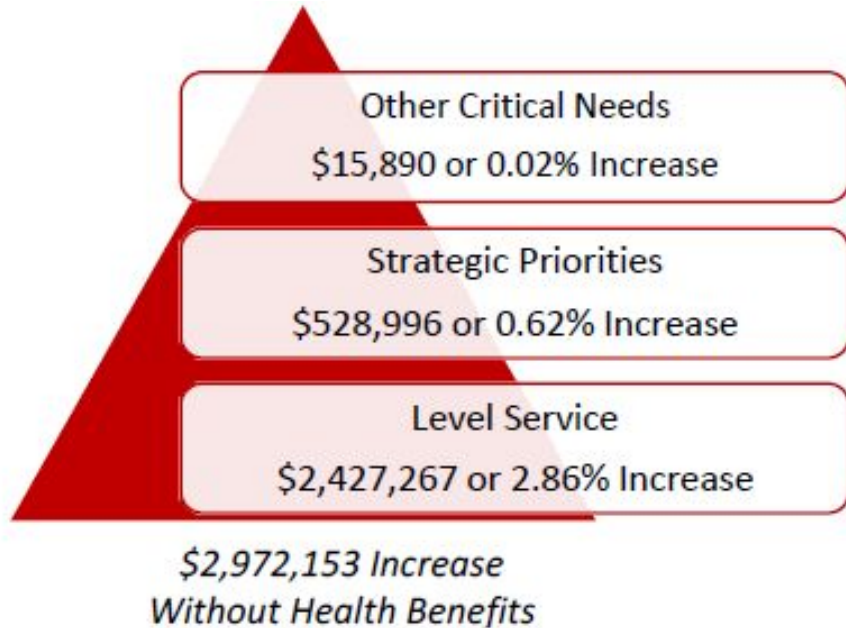 Other Critical Needs
$15,890 or 0.02% Increase
Strategic Priorities
$528,996 or 0.62% Increase
Level Service
$2,427,267 or 2.86% Increase
$2,972,153 Increase
Without Health Benefits